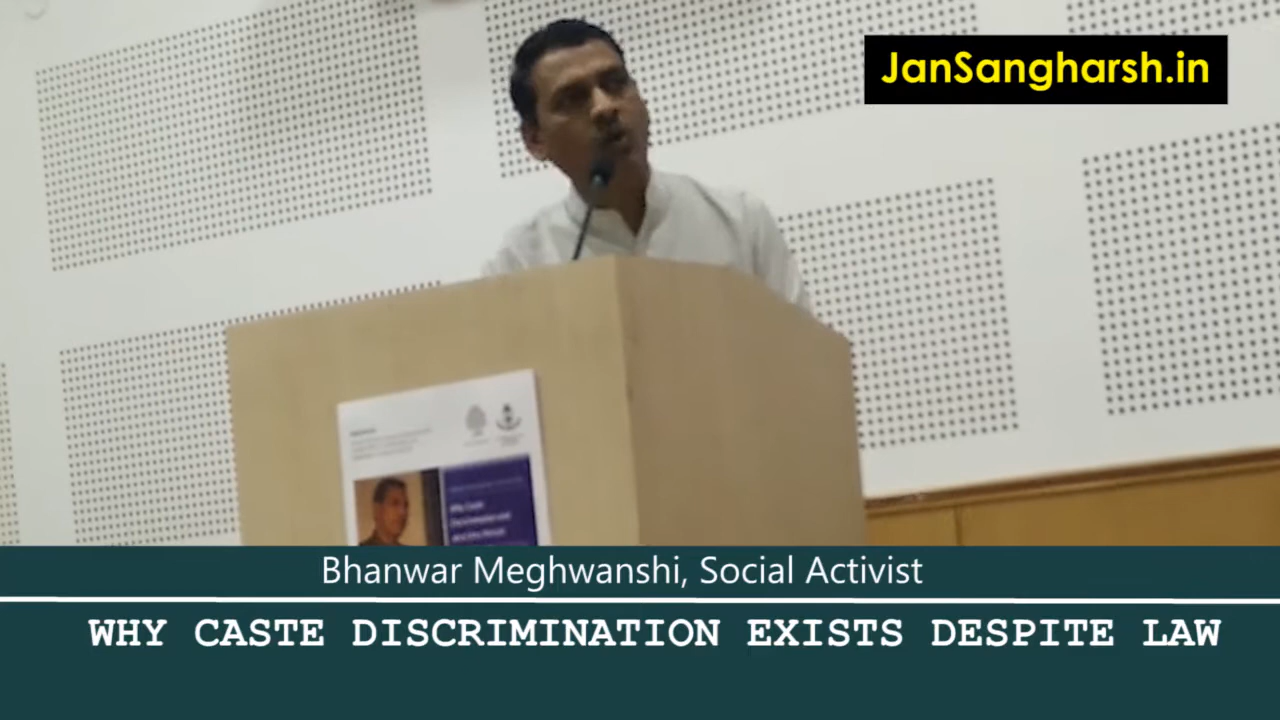 JanSangharsh.in
Bhanwar Meghwanshi, Social Activist
WHY CASTE DISCRIMINATION EXISTS DESPITE LAW